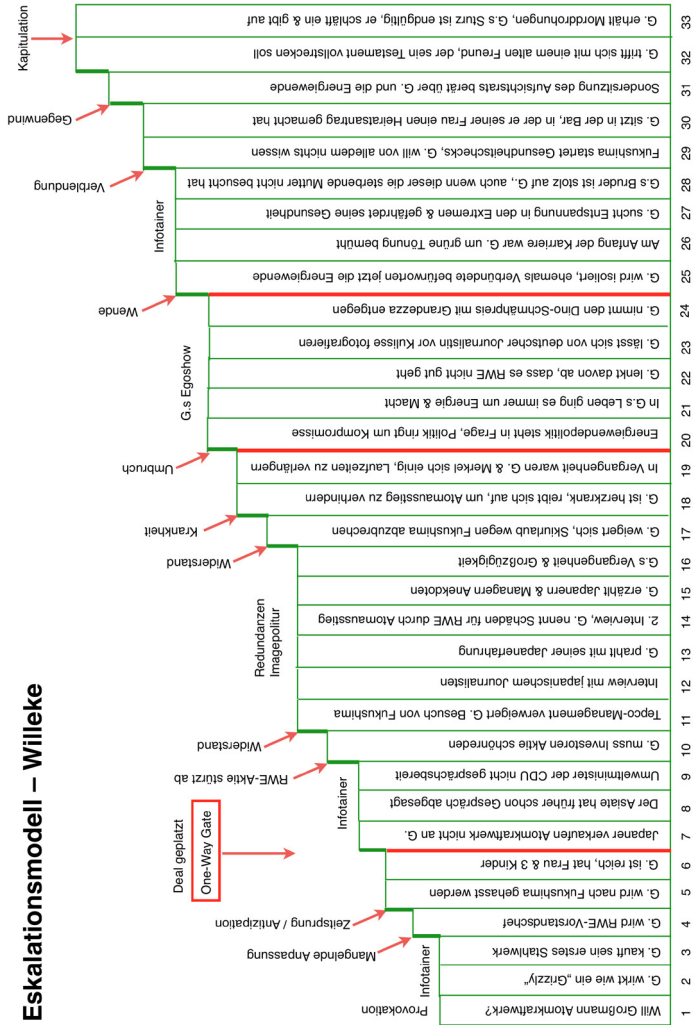 Eskalationsmodell – Willeke
Provokation
Infotainer
Mangelnde Anpassung
Zeitsprung / Antizipation
Deal geplatzt
One-Way Gate
Infotainer
RWE-Aktie stürzt ab
Widerstand
Redundanzen
Imagepolitur
Widerstand
Krankheit
Umbruch
G.s Egoshow
Wende
Infotainer
Verblendung
Gegenwind
Kapitulation
1 Will Großmann Atomkraftwerk?
2 G. wirkt wie ein „Grizzly“
3 G. kauft sein erstes Stahlwerk
4 G. wird RWE-Vorstandschef
5 G. wird nach Fukushima gehasst werden
6 G. ist reich, hat Frau & 3 Kinder
7 Japaner verkaufen Atomkraftwerk nicht an G.
8 Der Asiate hat früher schon Gespräch abgesagt
9 Umweltminister der CDU nicht gesprächsbereit
10 G. muss Investoren Aktie schönreden
11 Tepco-Management verweigert G. Besuch von Fukushima
12 Interview mit japanischem Journalisten
13 G. prahlt mit seiner Japanerfahrung
14 2. Interview, G. nennt Schäden für RWE durch Atomausstieg
15 G. erzählt Japanern & Managern Anekdoten
16 G.s Vergangenheit & Großzügigkeit
17 G. weigert sich, Skiurlaub wegen Fukushima abzubrechen
18 G. ist herzkrank, reibt sich auf, um Atomausstieg zu verhindern
19 In Vergangenheit waren G. & Merkel sich einig, Laufzeiten zu verlängern
20 Energiewendepolitik steht in Frage, Politik ringt um Kompromisse
21 In G.s Leben ging es immer um Energie & Macht
22 G. lenkt davon ab, dass es RWE nicht gut geht
23 G. lässt sich von deutscher Journalistin vor Kulisse fotografieren
24 G. nimmt den Dino-Schmähpreis mit Grandezza entgegen
25 G. wird isoliert, ehemals Verbündete befürworten jetzt die Energiewende
26 Am Anfang der Karriere war G. um grüne Tönung bemüht
27 G. sucht Entspannung in den Extremen & gefährdet seine Gesundheit
28 G.s Bruder ist stolz auf G., auch wenn dieser die sterbende Mutter nicht besucht hat
29 Fukushima startet Gesundheitschecks, G. will von alledem nichts wissen
30 G. sitzt in der Bar, in der er seiner Frau einen Heiratsantrag gemacht hat
31 Sondersitzung des Aufsichtsrats berät über G. und die Energiewende
32 G. trifft sich mit einem alten Freund, der sein Testament vollstrecken soll
33 G. erhält Morddrohungen, G.s Sturz ist endgültig, er schläft ein & gibt auf